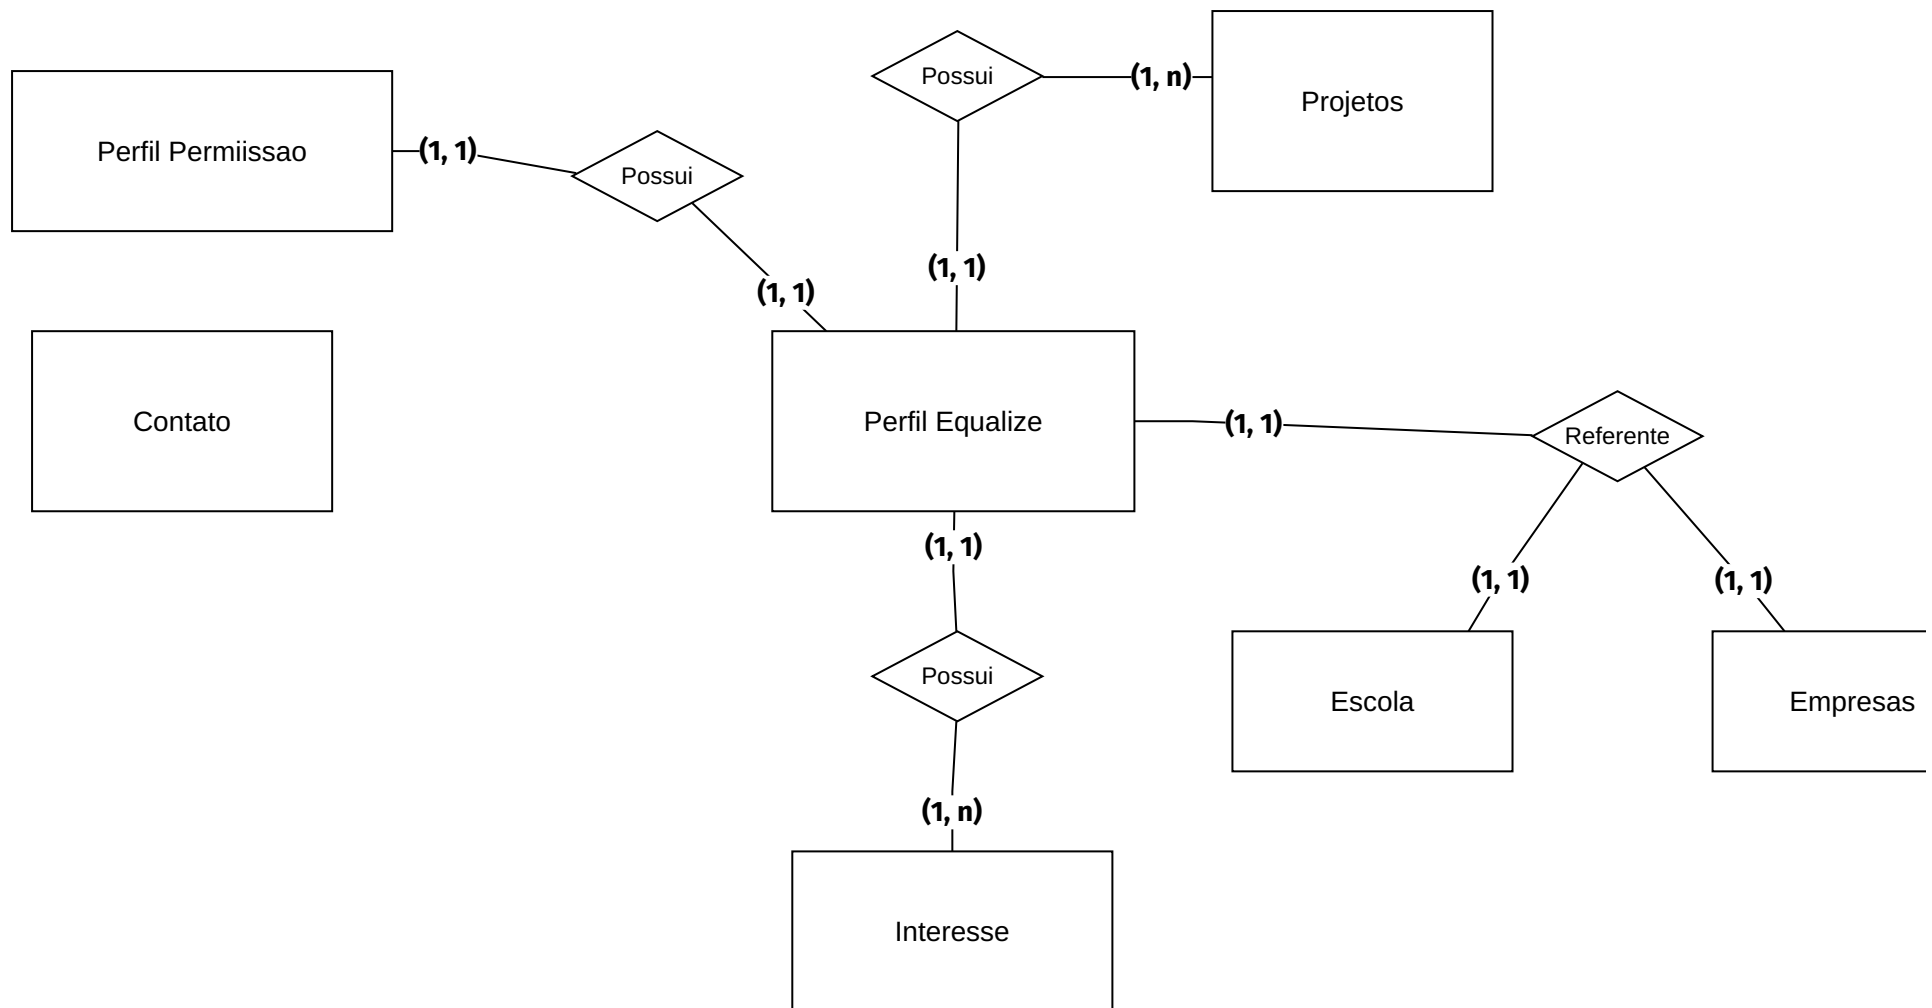 Possui
(1, n)
Projetos
Perfil Permiissao
(1, 1)
Possui
(1, 1)
(1, 1)
Contato
Perfil Equalize
(1, 1)
Referente
(1, 1)
(1, 1)
(1, 1)
Possui
Escola
Empresas
(1, n)
Interesse